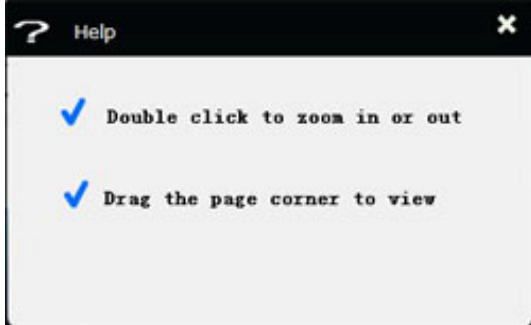 Help
Double click to zoom in or out
Drag the page corner to view